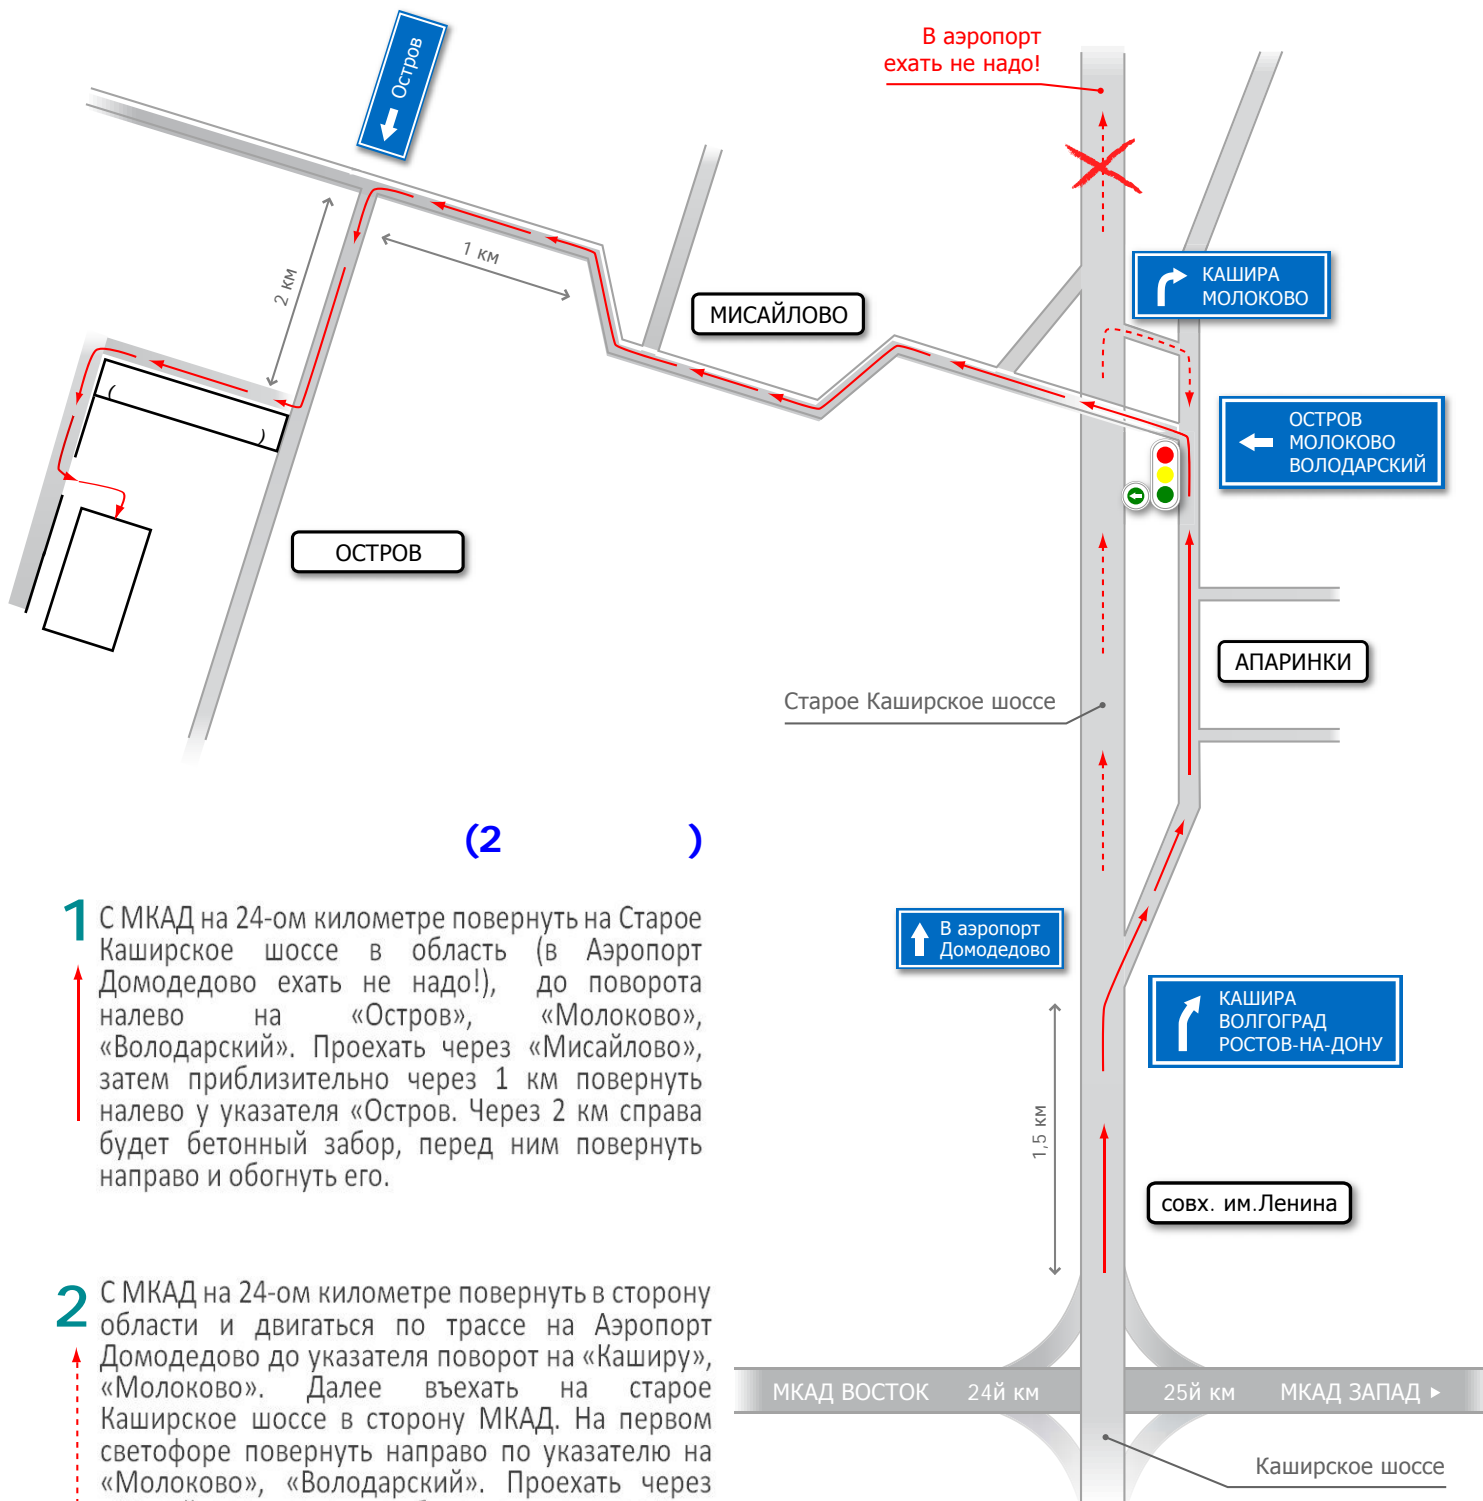 В аэропорт
ехать не надо!
Остров
1 км
2 км
МИСАЙЛОВО
КАШИРА
МОЛОКОВО
ОСТРОВ
МОЛОКОВО
ВОЛОДАРСКИЙ
ОСТРОВ
АПАРИНКИ
Старое Каширское шоссе
(2 )
В аэропорт
Домодедово
КАШИРА
ВОЛГОГРАД
РОСТОВ-НА-ДОНУ
1,5 км
совх. им.Ленина
МКАД ВОСТОК 24й км 25й км МКАД ЗАПАД ▸
Каширское шоссе
1 С МКАД на 24-ом километре повернуть на Старое
Каширское шоссе в область (в Аэропорт
Домодедово ехать не надо!), до поворота
налево на «Остров», «Молоково»,
«Володарский». Проехать через «Мисайлово»,
затем приблизительно через 1 км повернуть
налево у указателя «Остров. Через 2 км справа
будет бетонный забор, перед ним повернуть
направо и обогнуть его.
2 С МКАД на 24-ом километре повернуть в сторону
области и двигаться по трассе на Аэропорт
Домодедово до указателя поворот на «Каширу»,
«Молоково». Далее въехать на старое
Каширское шоссе в сторону МКАД. На первом
светофоре повернуть направо по указателю на
«Молоково», «Володарский». Проехать через